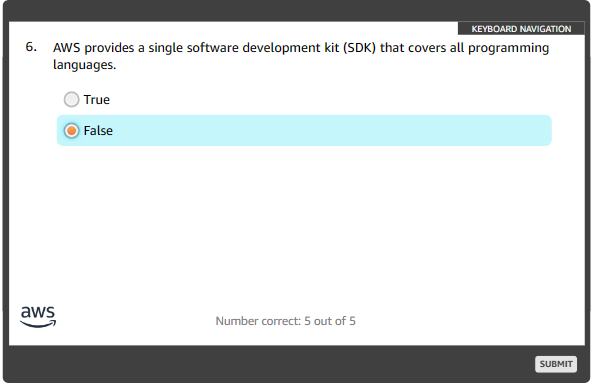 KEYBOARD NAVIGATION
6. AWS provides a single software development kit (SDK) that covers all programming
languages.
True
False
aws
Number correct: 5 out of 5
SUBMIT